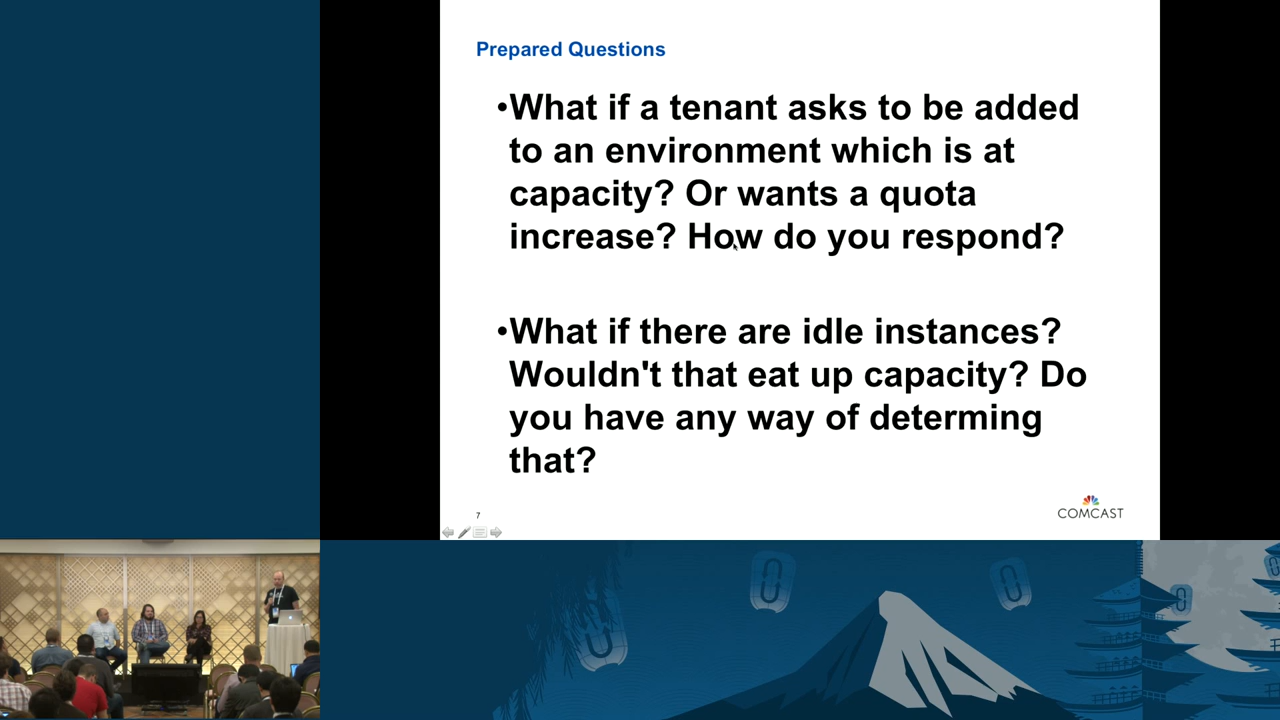 Prepared Questions
•What if a tenant asks to be added
to an environment which is at
capacity? Or wants a quota
increase? How do you respond?
•What if there are idle instances?
Wouldn't that eat up capacity? Do
you have any way of determing
that?
7
COMCAST